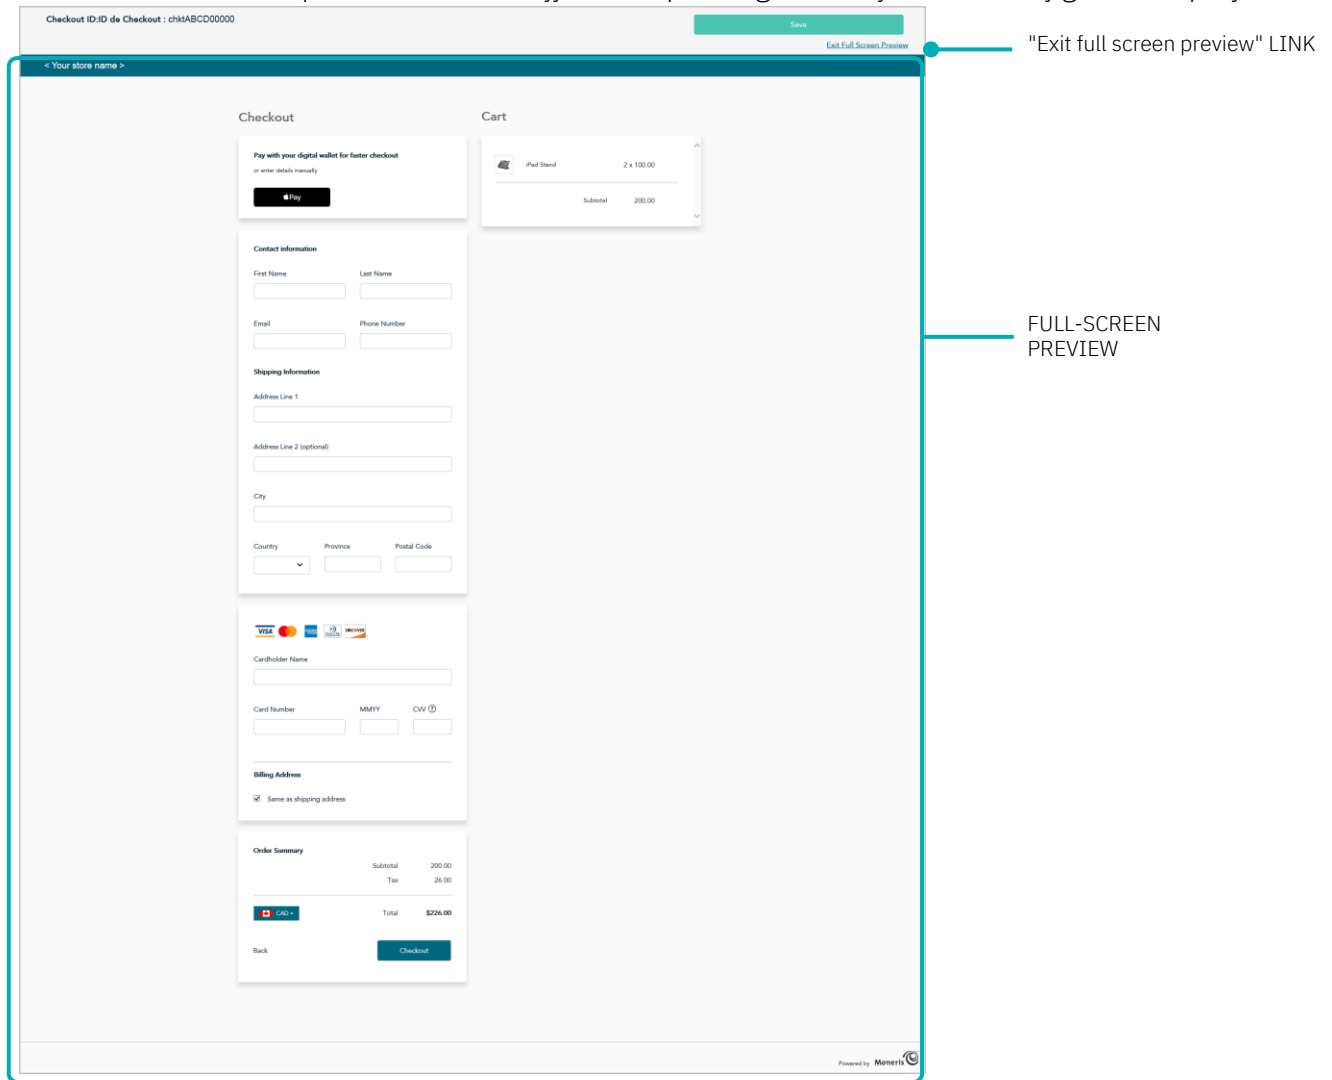 Checkout ID:ID de Checkout : chktABCD00000
Save
Exit Full Screen Preview
"Exit full screen preview" LINK
< Your store name >
Checkout
Cart
Pay with your digital wallet for faster checkout
or enter details manually
Pay
iPad Stand 2 x 100.00
Subtotal 200.00
Contact information
First Name Last Name
Email Phone Number
FULL-SCREEN
PREVIEW
Shipping Information
Address Line 1
Address Line 2 (optional)
City
Country Province Postal Code
VISA DISCOVER
Cardholder Name
Card Number MMYY CVV ?
Billing Address
Same as shipping address
Order Summary
Subtotal 200.00
Tax 26.00
CAD Total $226.00
Back Checkout
Powered by Moneris